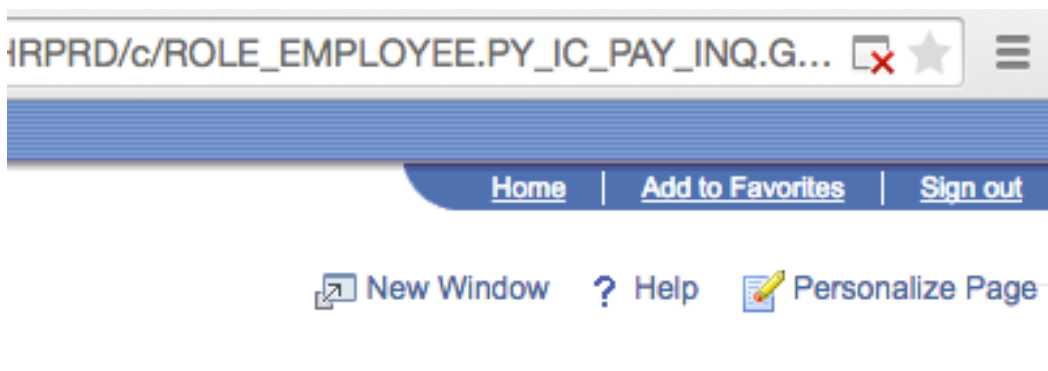 HRPRD/c/ROLE_EMPLOYEE.PY_IC_PAY_INQ.G...
Home | Add to Favorites | Sign out
New Window ? Help Personalize Page